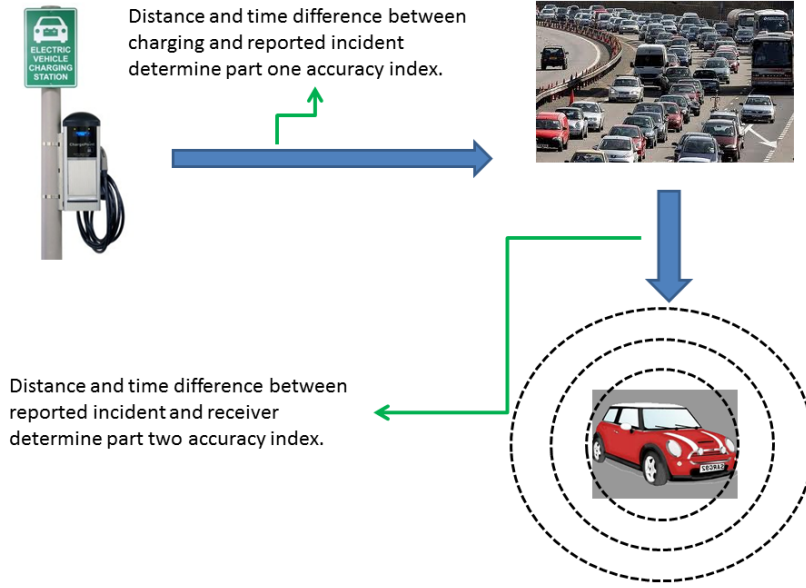 Distance and time difference between
charging and reported incident
determine part one accuracy index.
ELECTRIC
VEHICLE
CHARGING
STATION
Distance and time difference between
reported incident and receiver
determine part two accuracy index.